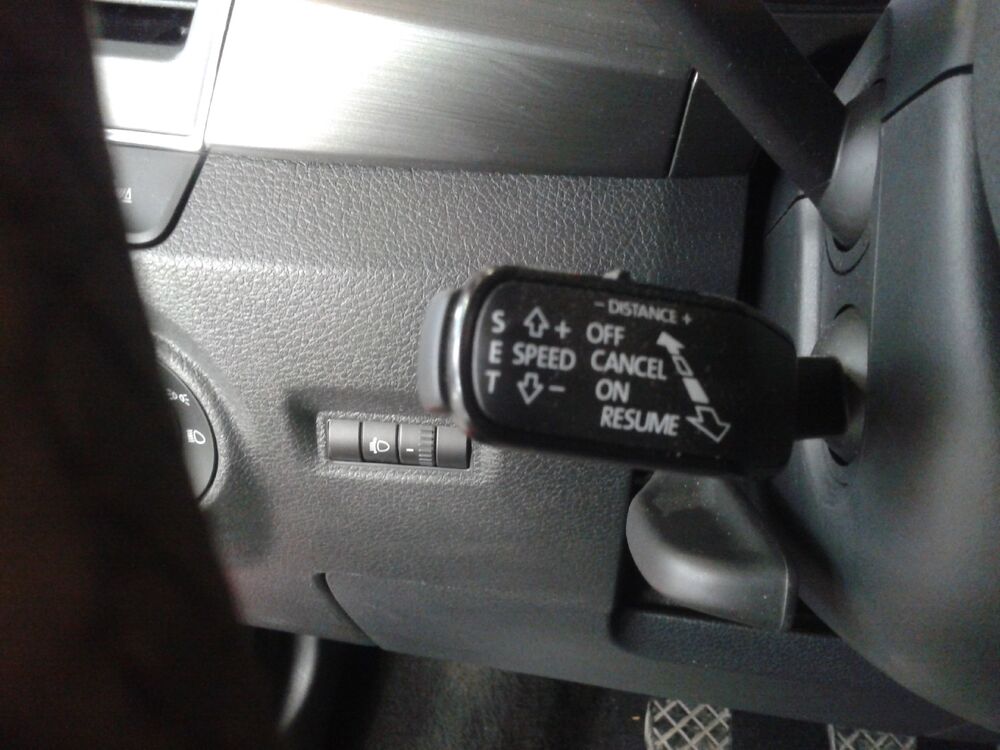 - DISTANCE +
S
E
T
+
SPEED
-
OFF
CANCEL
ON
RESUME